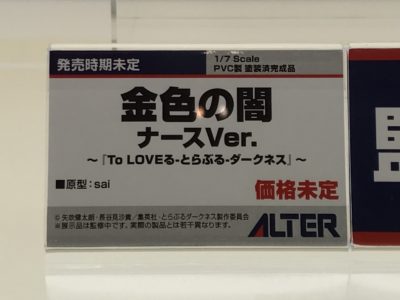 発売時期未定
1/7 Scale
PVC製 塗装済完成品
金色の闇
ナースVer.
～『To LOVEる-とらぶる-ダークネス』～
■原型：sai
価格未定
© 矢吹健太朗・長谷見沙貴／集英社・とらぶるダークネス製作委員会
※展示品は監修中です。実際の製品とは若干異なります。
ALTER